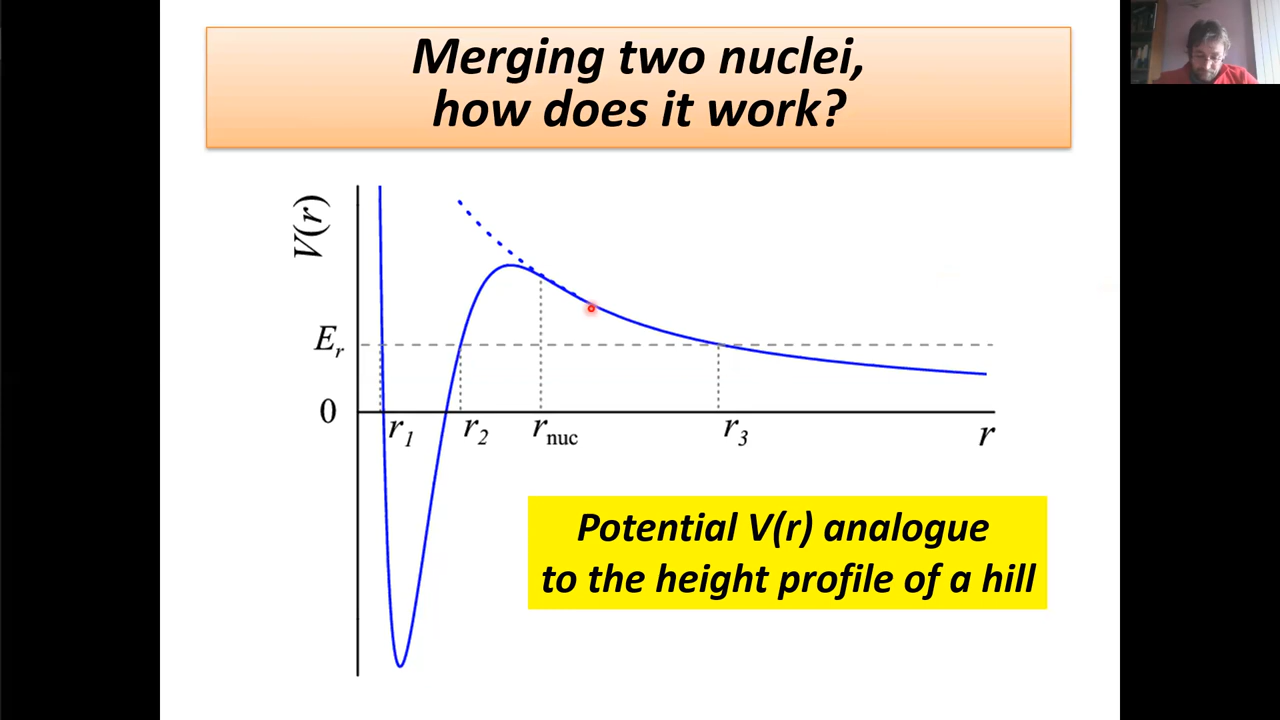 Merging two nuclei,
how does it work?
V(r)
E_r
0
r_1
r_2
r_nuc
r_3
r
Potential V(r) analogue
to the height profile of a hill